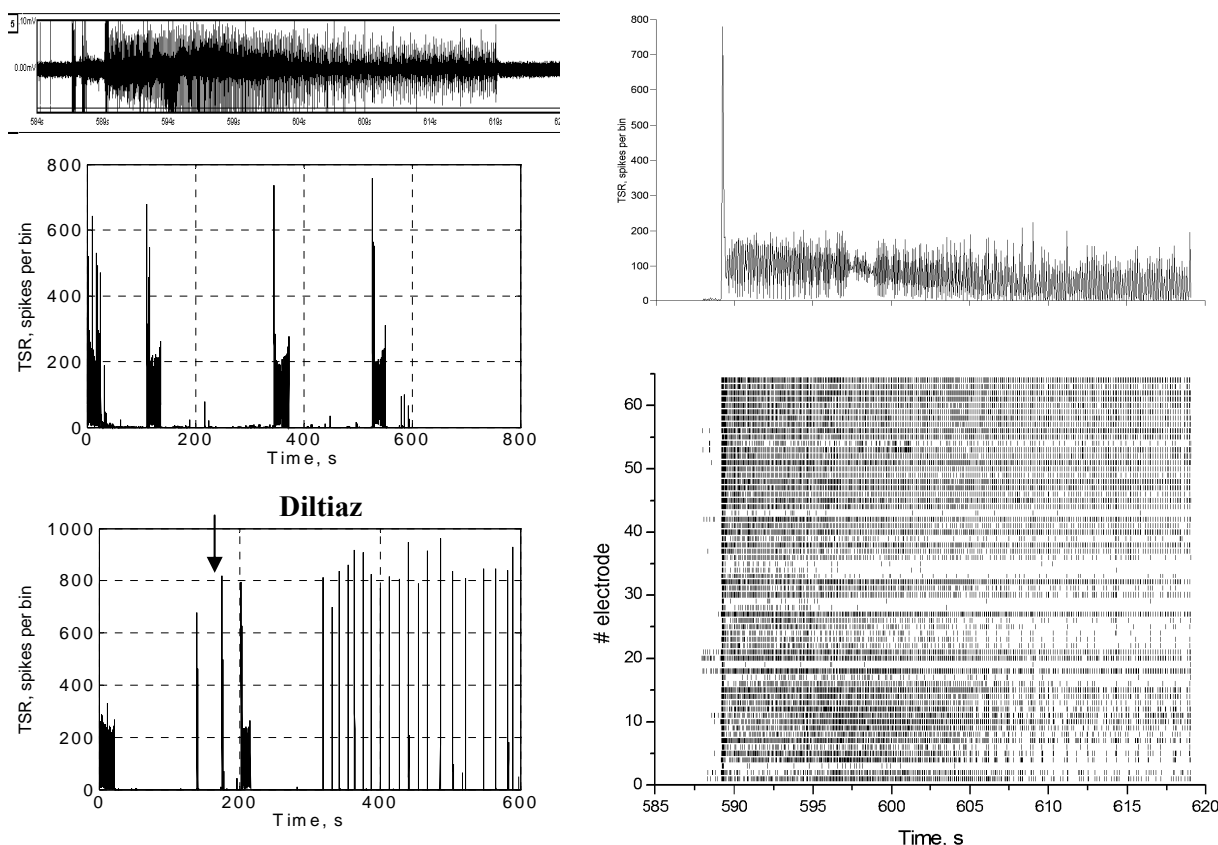 5
.10mV
0.00mV
584s 589s 594s 599s 604s 609s 614s 619s 62
TSR, spikes per bin
800
600
400
200
0
0 200 400 600 800
Time, s
Diltiaz
TSR, spikes per bin
1000
800
600
400
200
0
0 200 400 600
Time, s
TSR, spikes per bin
800
700
600
500
400
300
200
100
0
# electrode
60
50
40
30
20
10
0
585 590 595 600 605 610 615 620
Time. s